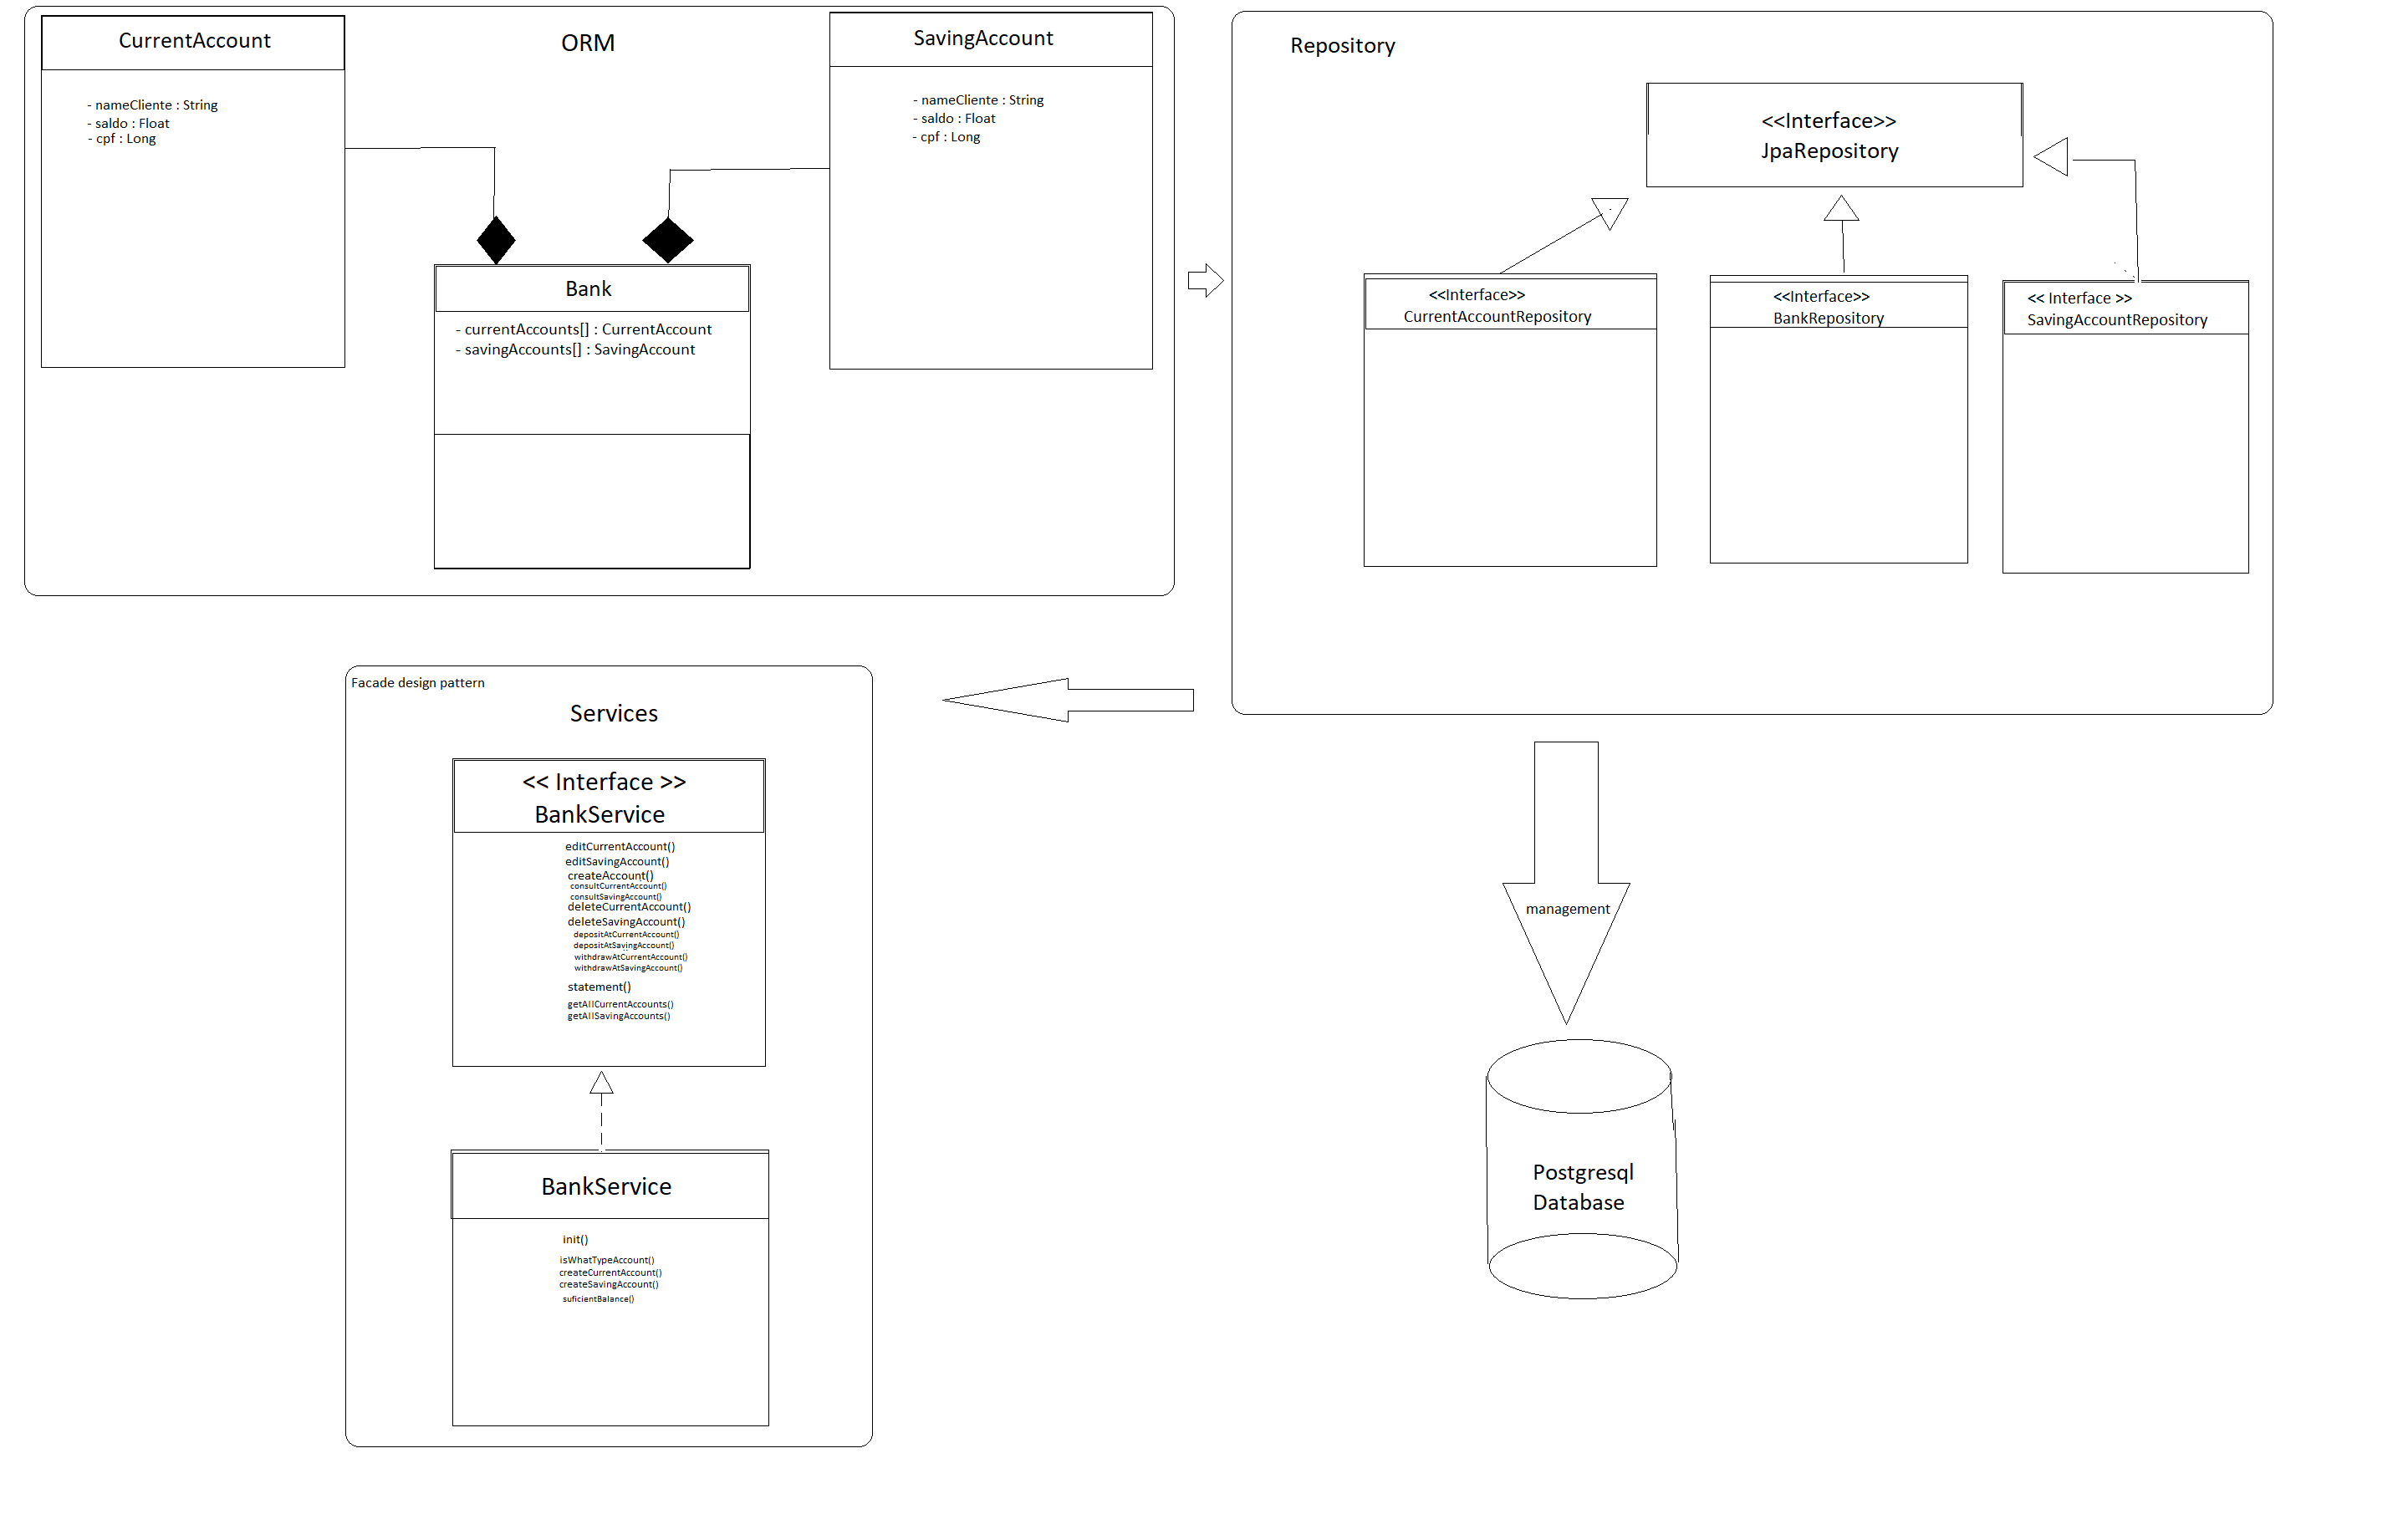 CurrentAccount
- nameCliente : String
- saldo : Float
- cpf : Long
ORM
SavingAccount
- nameCliente : String
- saldo : Float
- cpf : Long
Bank
- currentAccounts[] : CurrentAccount
- savingAccounts[] : SavingAccount
Repository
<<Interface>>
JpaRepository
<<Interface>>
CurrentAccountRepository
<<Interface>>
BankRepository
<< Interface >>
SavingAccountRepository
Facade design pattern
Services
<< Interface >>
BankService
editCurrentAccount()
editSavingAccount()
createAccount()
consultCurrentAccount()
consultSavingAccount()
deleteCurrentAccount()
deleteSavingAccount()
depositAtCurrentAccount()
depositAtSavingAccount()
withdrawAtCurrentAccount()
withdrawAtSavingAccount()
statement()
getAllCurrentAccounts()
getAllSavingAccounts()
BankService
init()
isWhatTypeAccount()
createCurrentAccount()
createSavingAccount()
suficientBalance()
management
Postgresql
Database